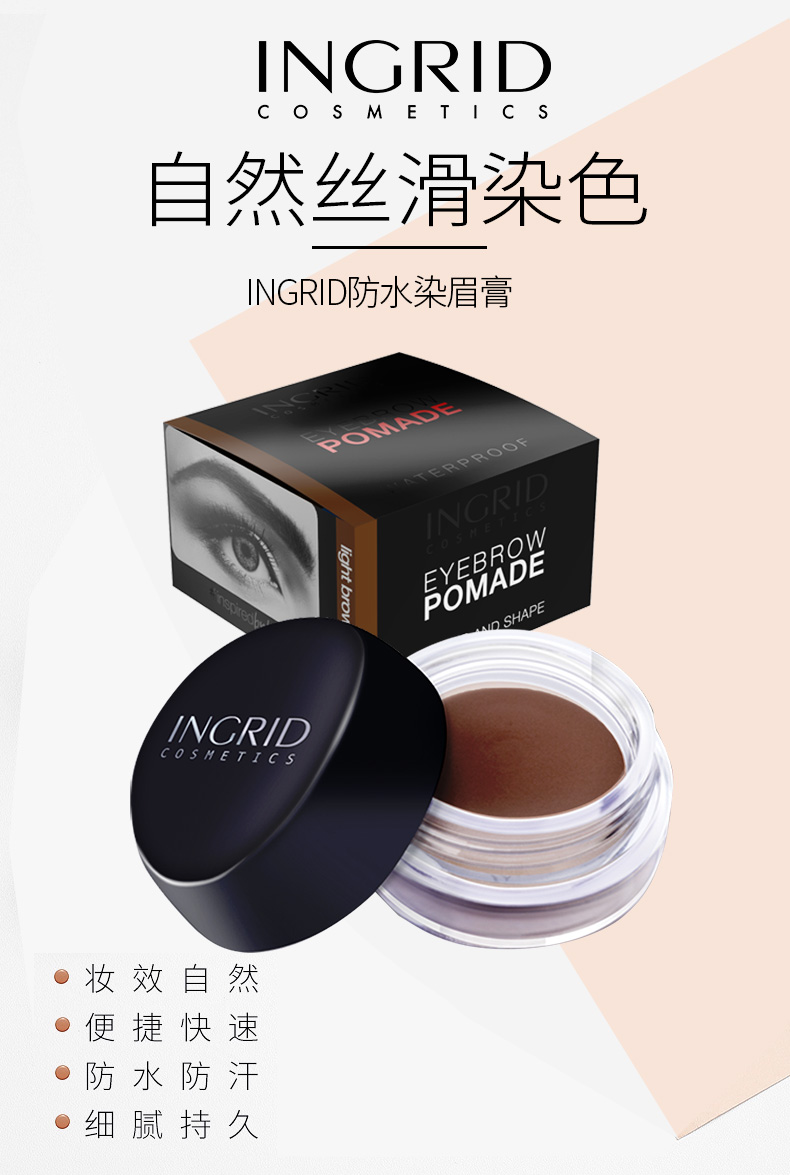 INGRID
COSMETICS
自然丝滑染色
INGRID防水染眉膏
INGRID
EYEBROW
POMADE
WATERPROOF
INGRID
COSMETICS
EYEBROW
POMADE
AND SHAPE
light brow
INGRID
COSMETICS
妆效自然
便捷快速
防水防汗
细腻持久